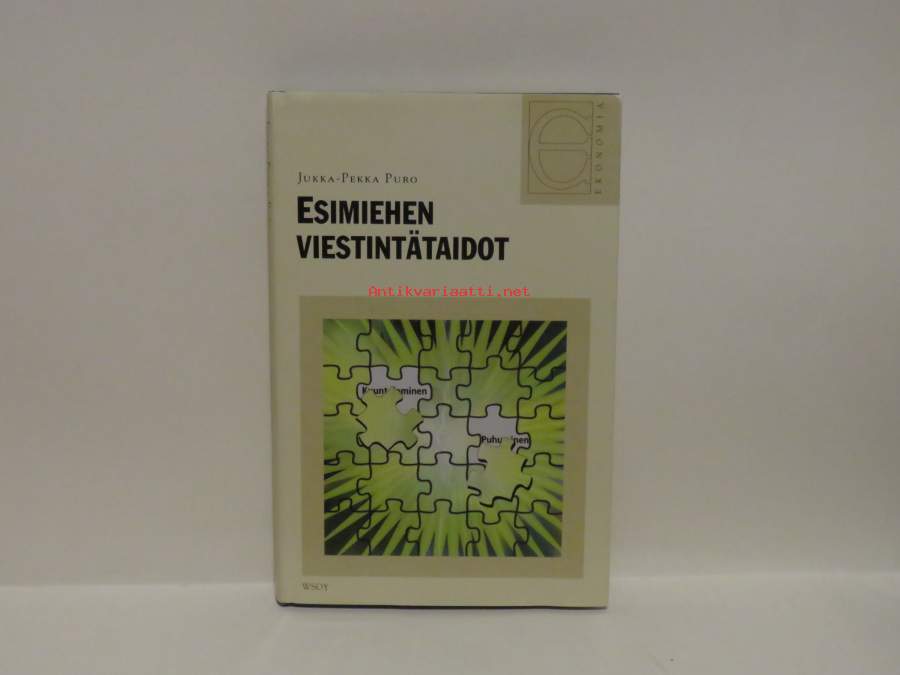 EKONOMIA
JUKKA-PEKKA PURO
ESIMIEHEN
VIESTINTÄTAIDOT
Antikvariaatti.net
WSOY